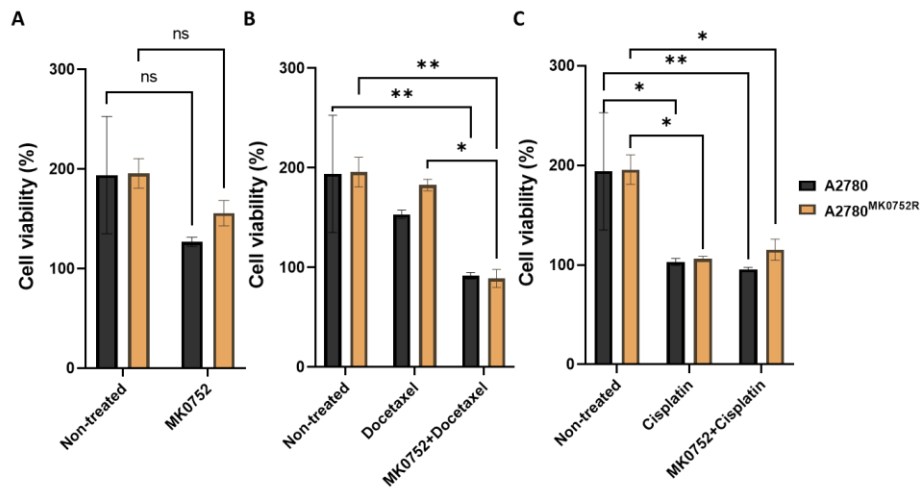 A
ns
ns
Cell viability (%)
300
200
100
0
Non-treated
MK0752
B
**
**
*
Cell viability (%)
300
200
100
0
Non-treated
Docetaxel
MK0752+Docetaxel
C
*
**
*
*
Cell viability (%)
300
200
100
0
Non-treated
Cisplatin
MK0752+Cisplatin
A2780
A2780MK0752R